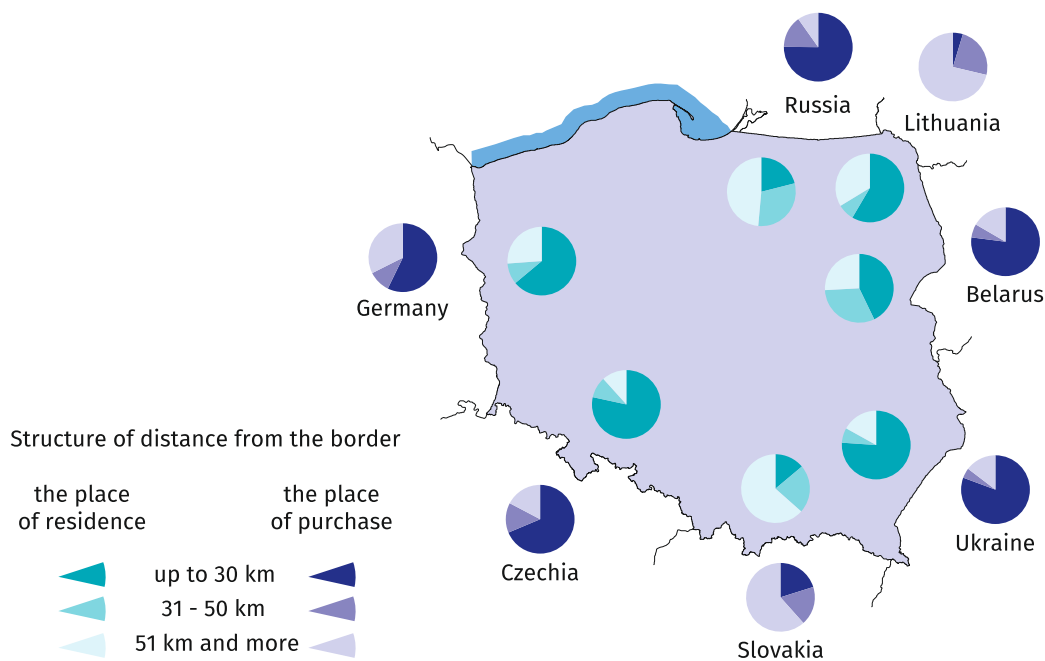 Russia
Lithuania
Belarus
Germany
Ukraine
Czechia
Slovakia
Structure of distance from the border
the place
of residence
the place
of purchase
up to 30 km
31 - 50 km
51 km and more